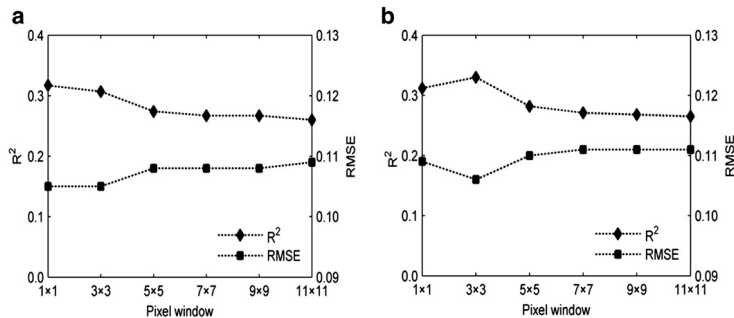 a
0.4
0.3
0.2
0.1
0.0
R²
0.13
0.12
0.11
0.10
0.09
RMSE
R²
RMSE
1×1 3×3 5×5 7×7 9×9 11×11
Pixel window
b
0.4
0.3
0.2
0.1
0.0
R²
0.13
0.12
0.11
0.10
0.09
RMSE
R²
RMSE
1×1 3×3 5×5 7×7 9×9 11×11
Pixel window